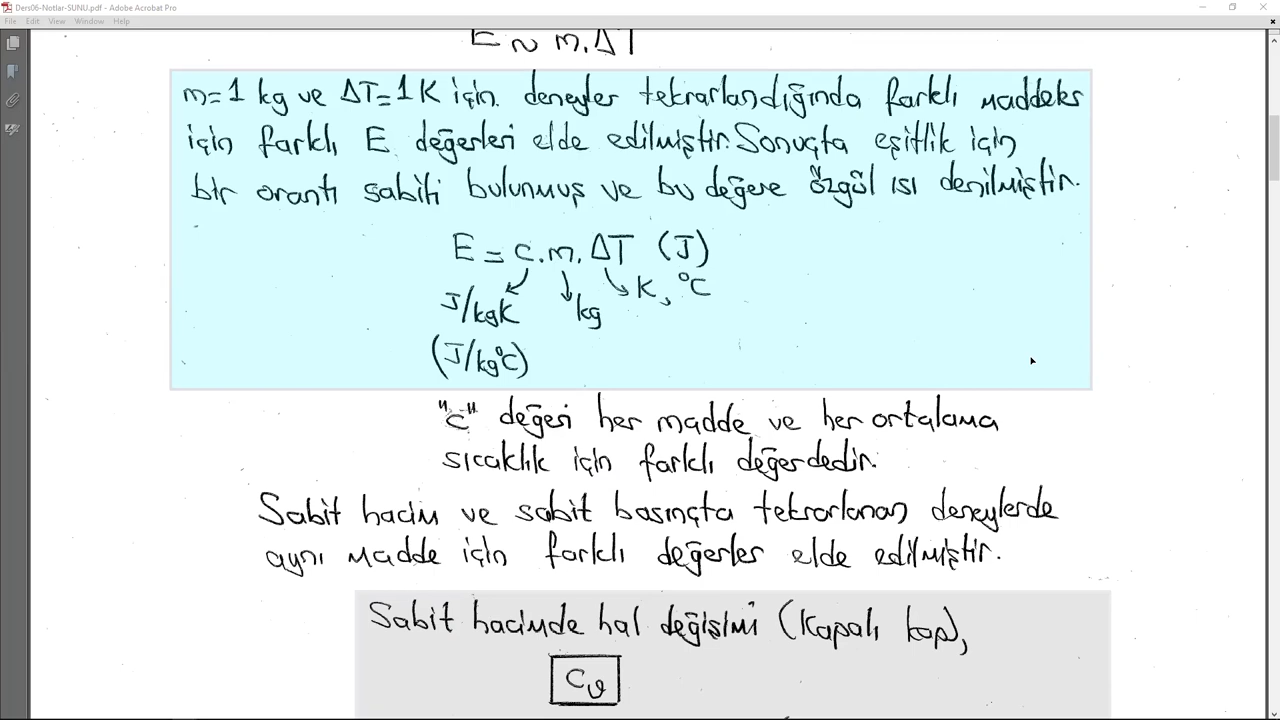 Ders06-Notlar-SUNU.pdf - Adobe Acrobat Pro
File Edit View Window Help
E ~ m.ΔT
m=1 kg ve ΔT=1K için deneyler tekrarlandığında farklı maddeler
için farklı E değerleri elde edilmiştir. Sonuçta eşitlik için
bir orantı sabiti bulunmuş ve bu değere özgül ısı denilmiştir.
E = c.m.ΔT (J)
J/kgK kg K, °C
(J/kg°C)
"c" değeri her madde ve her ortalama
sıcaklık için farklı değerdedir.
Sabit hacim ve sabit basınçta tekrarlanan deneylerde
aynı madde için farklı değerler elde edilmiştir.
Sabit hacimde hal değişimi (Kapalı kap),
Cv